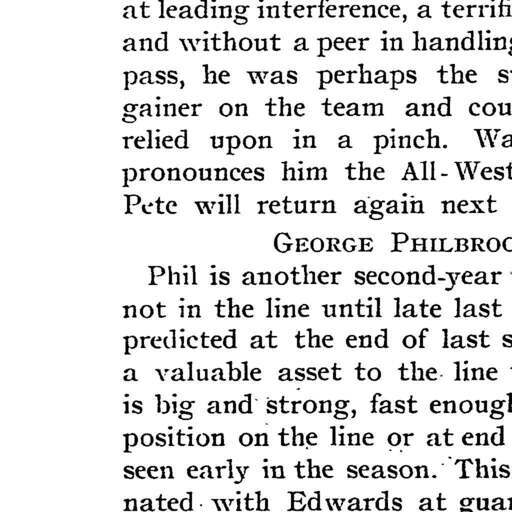 at leading interference, a terrifi
and without a peer in handling
pass, he was perhaps the s
gainer on the team and cou
relied upon in a pinch. Wa
pronounces him the All-West
Pete will return again next
GEORGE PHILBROO
Phil is another second-year
not in the line until late last
predicted at the end of last s
a valuable asset to the line
is big and strong, fast enough
position on the line or at end
seen early in the season. This
nated with Edwards at guar